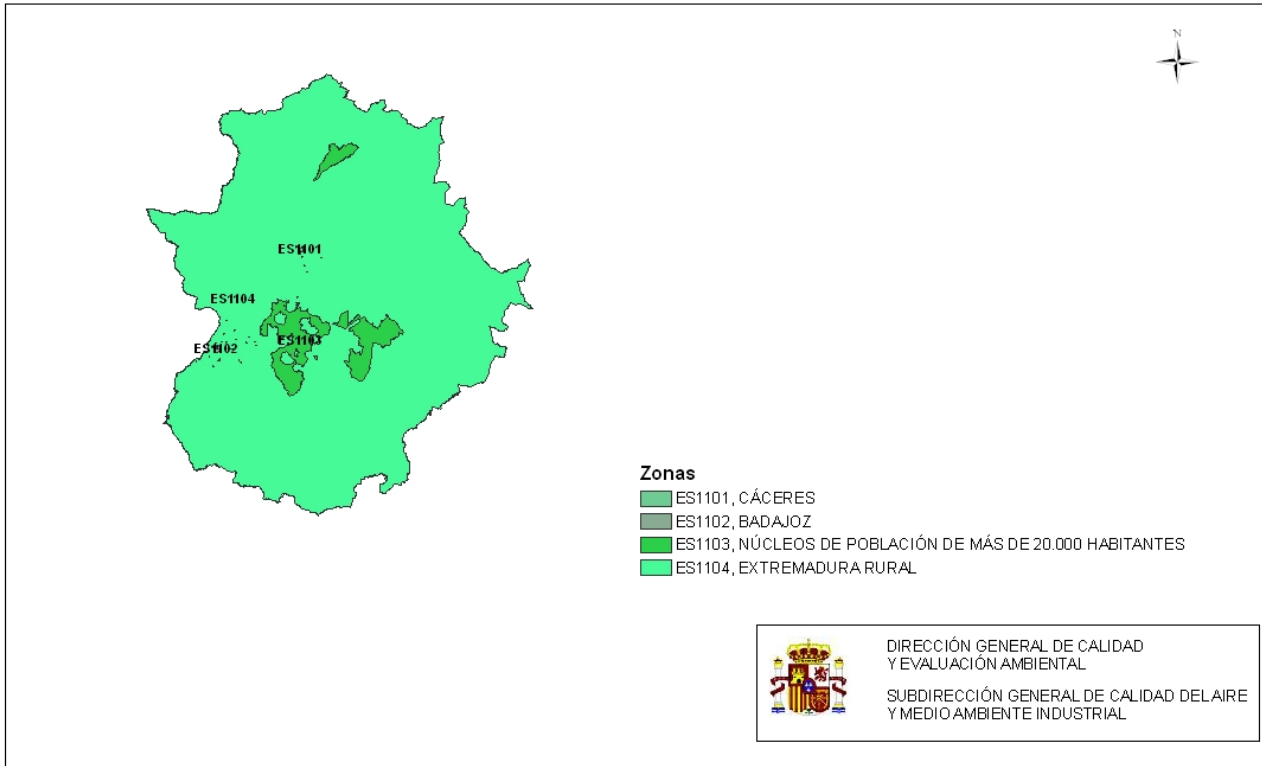 N
ES1101
ES1104
ES1103
ES1102
Zonas
ES1101, CÁCERES
ES1102, BADAJOZ
ES1103, NÚCLEOS DE POBLACIÓN DE MÁS DE 20.000 HABITANTES
ES1104, EXTREMADURA RURAL
DIRECCIÓN GENERAL DE CALIDAD
Y EVALUACIÓN AMBIENTAL
SUBDIRECCIÓN GENERAL DE CALIDAD DEL AIRE
Y MEDIO AMBIENTE INDUSTRIAL